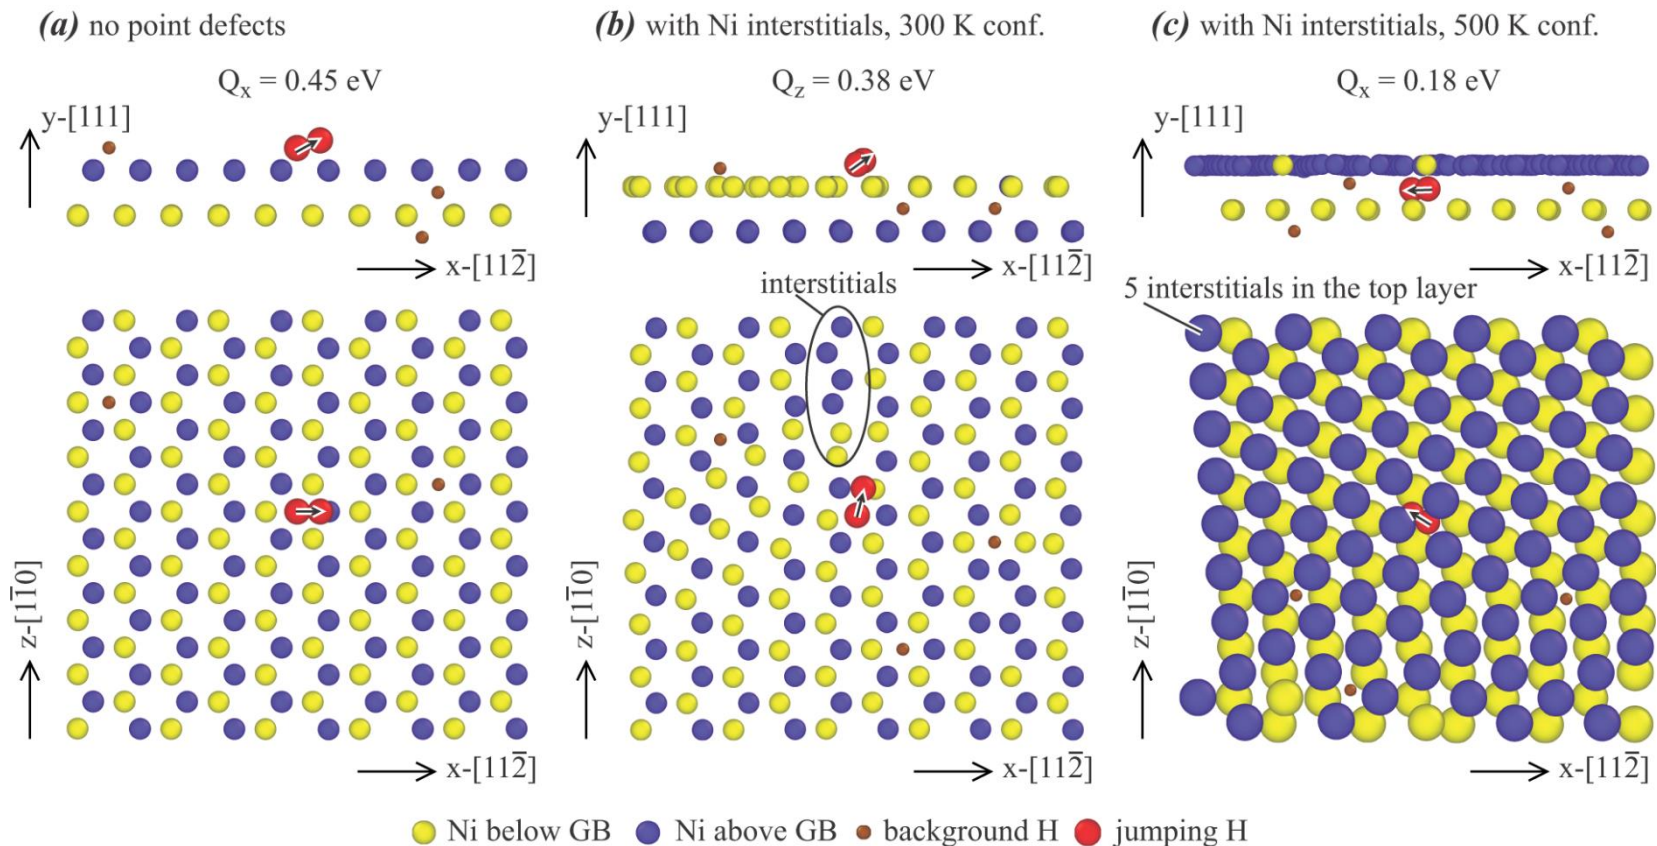 (a) no point defects
Qₓ = 0.45 eV
y-[111]
x-[112̅]
z-[11̅0]
x-[112̅]
(b) with Ni interstitials, 300 K conf.
Q_z = 0.38 eV
y-[111]
x-[112̅]
interstitials
z-[11̅0]
x-[112̅]
(c) with Ni interstitials, 500 K conf.
Qₓ = 0.18 eV
y-[111]
x-[112̅]
5 interstitials in the top layer
z-[11̅0]
x-[112̅]
Ni below GB Ni above GB background H jumping H